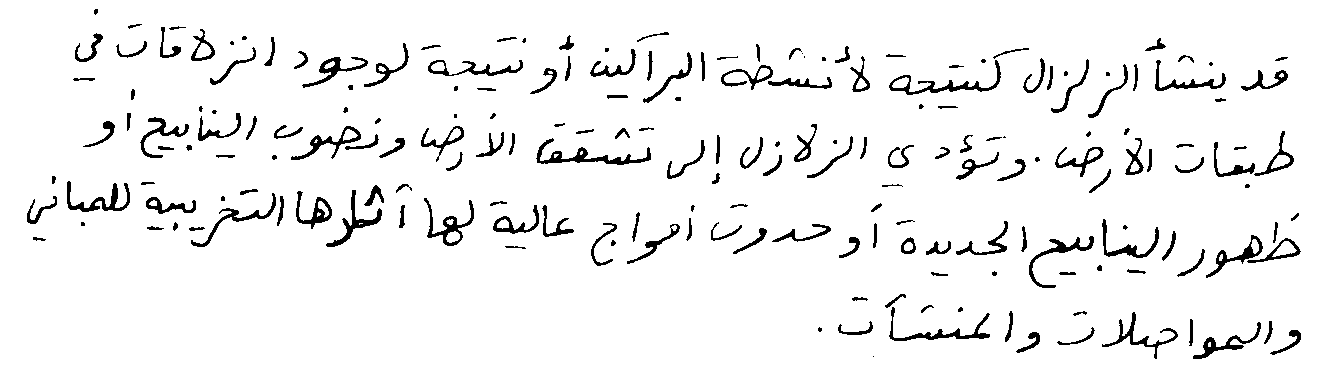 قد ينشأ الزلزال كنتيجة لأنشطة البراكين أو نتيجة لوجود انزلاقات في
طبقات الأرض. وتؤدي الزلازل إلى تشقق الأرض ونضوب الينابيع أو
ظهور الينابيع الجديدة أو حدوث أمواج عالية لها آثارها التخريبية للمباني
والمواصلات والمنشآت.